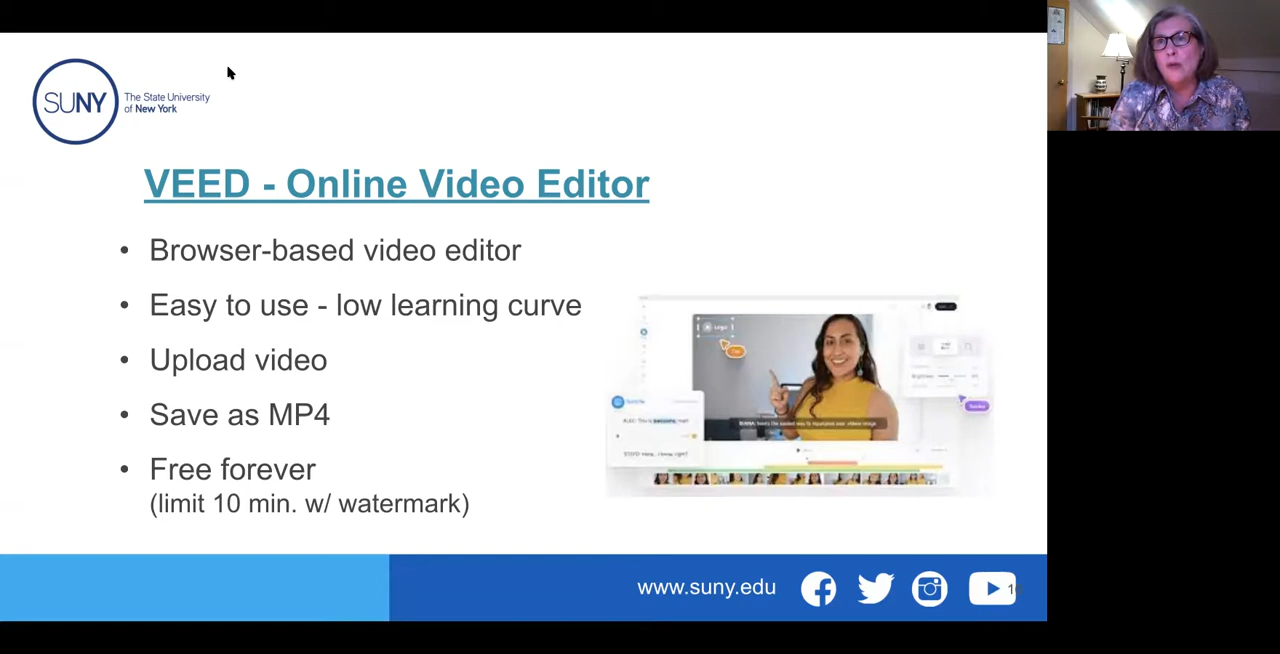 SUNY
The State University
of New York
VEED - Online Video Editor
• Browser-based video editor
• Easy to use - low learning curve
• Upload video
• Save as MP4
• Free forever
(limit 10 min. w/ watermark)
Logo
www.suny.edu